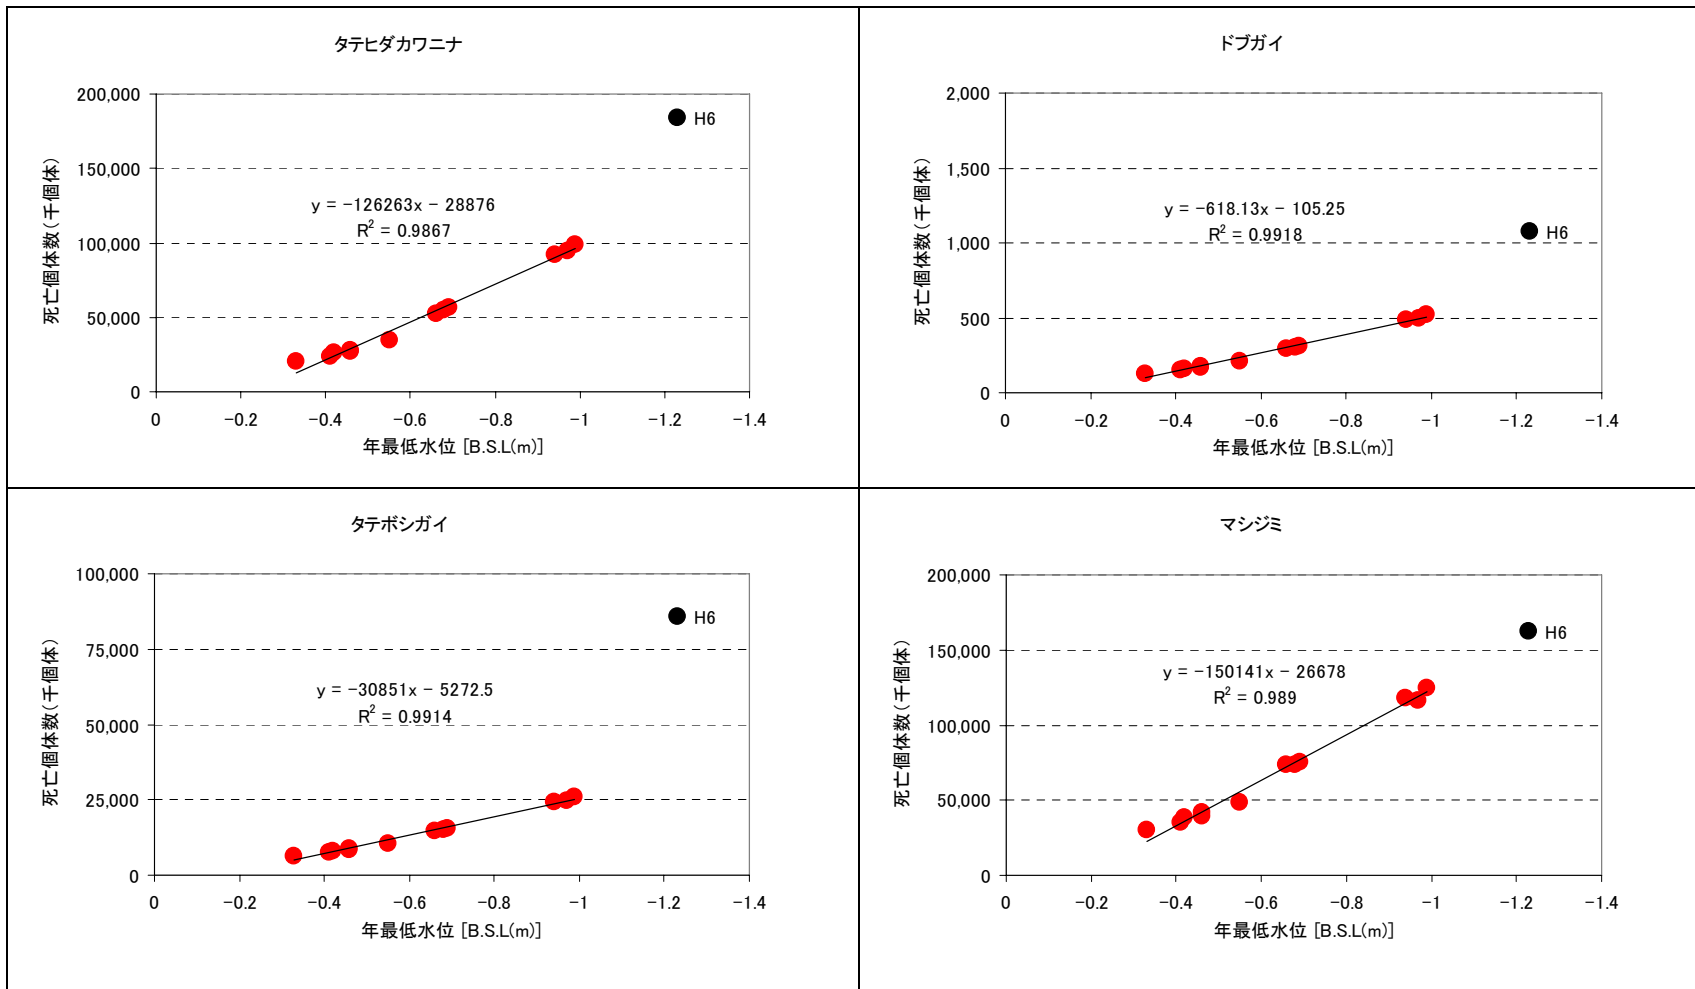 タテヒダカワニナ
200,000
150,000
100,000
50,000
0
死亡個体数(千個体)
H6
y = −126263x − 28876
R² = 0.9867
0 −0.2 −0.4 −0.6 −0.8 −1 −1.2 −1.4
年最低水位 [B.S.L(m)]
ドブガイ
2,000
1,500
1,000
500
0
死亡個体数(千個体)
H6
y = −618.13x − 105.25
R² = 0.9918
0 −0.2 −0.4 −0.6 −0.8 −1 −1.2 −1.4
年最低水位 [B.S.L(m)]
タテボシガイ
100,000
75,000
50,000
25,000
0
死亡個体数(千個体)
H6
y = −30851x − 5272.5
R² = 0.9914
0 −0.2 −0.4 −0.6 −0.8 −1 −1.2 −1.4
年最低水位 [B.S.L(m)]
マシジミ
200,000
150,000
100,000
50,000
0
死亡個体数(千個体)
H6
y = −150141x − 26678
R² = 0.989
0 −0.2 −0.4 −0.6 −0.8 −1 −1.2 −1.4
年最低水位 [B.S.L(m)]